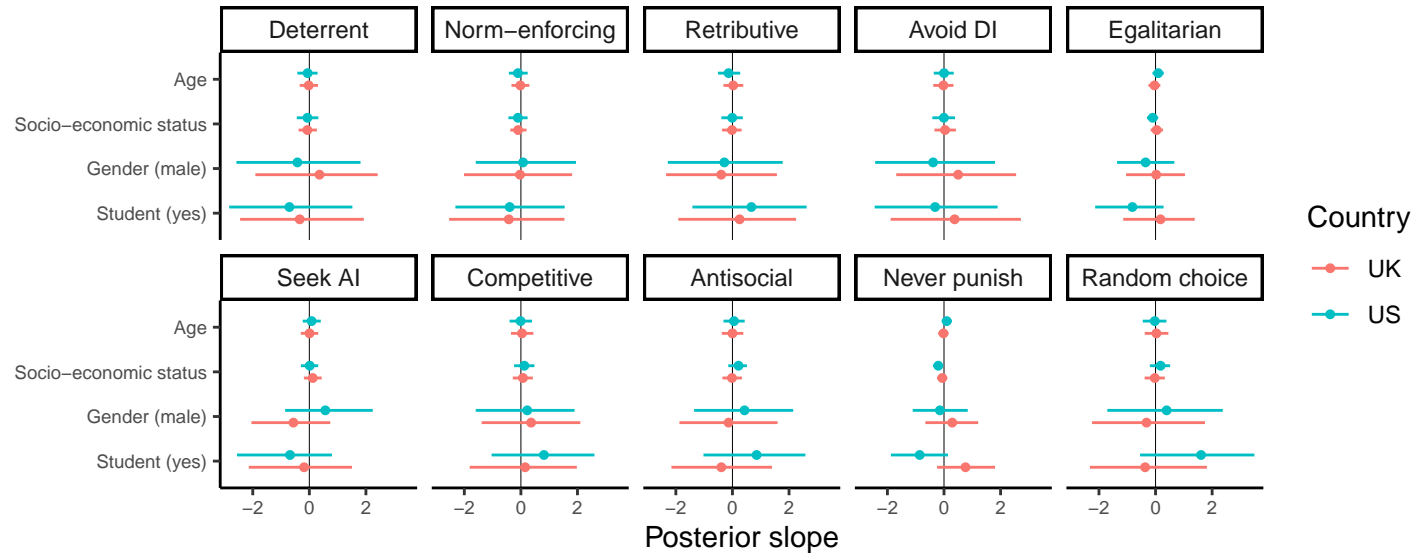 Deterrent Norm−enforcing Retributive Avoid DI Egalitarian
Age
Socio−economic status
Gender (male)
Student (yes)
Country
UK
US
Seek AI Competitive Antisocial Never punish Random choice
Age
Socio−economic status
Gender (male)
Student (yes)
−2 0 2 −2 0 2 −2 0 2 −2 0 2 −2 0 2
Posterior slope